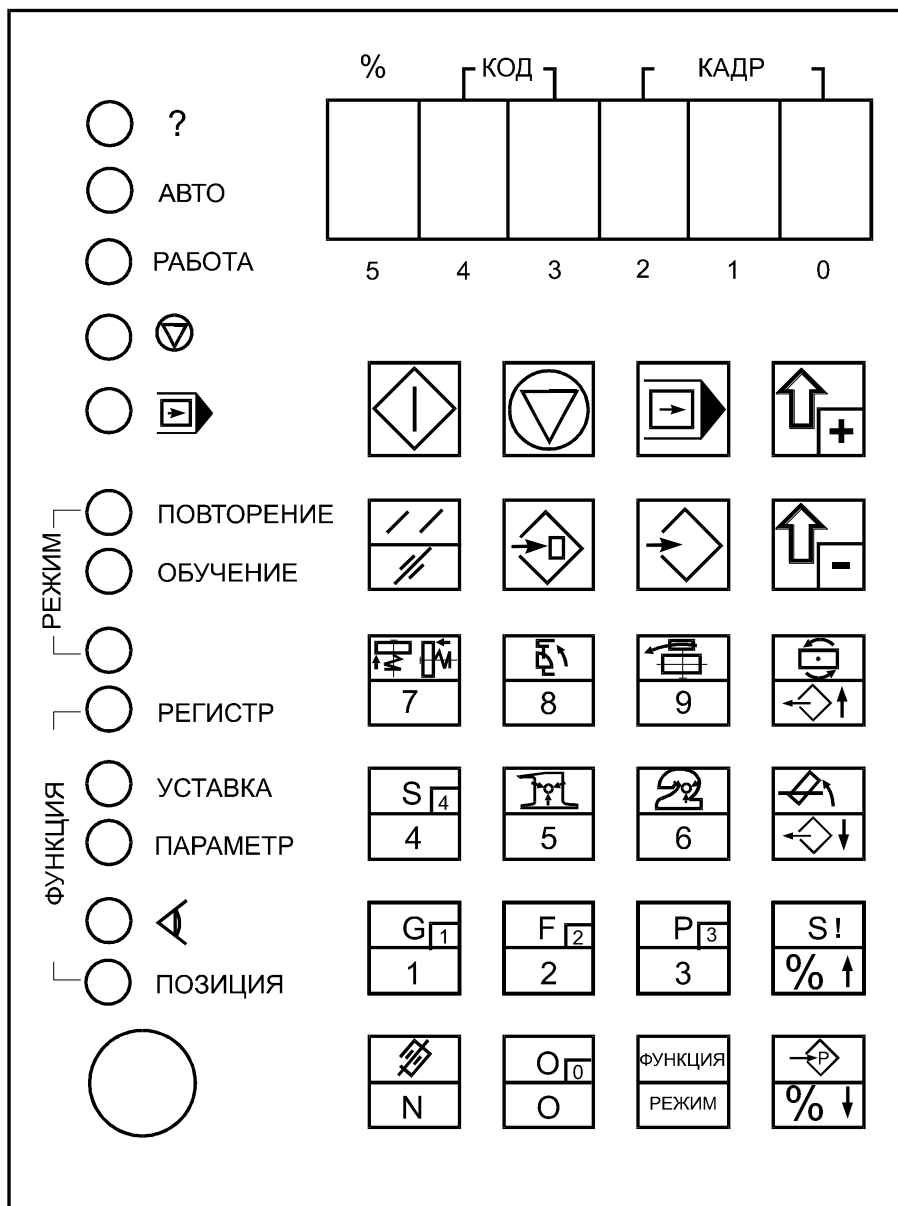 % КОД КАДР
?
АВТО
РАБОТА
5 4 3 2 1 0
+
РЕЖИМ
ПОВТОРЕНИЕ
ОБУЧЕНИЕ
-
7 8 9
ФУНКЦИЯ
РЕГИСТР
УСТАВКА
ПАРАМЕТР
S 4
4 5 2 6
ПОЗИЦИЯ
G 1 F 2 P 3 S!
1 2 3 %
O 0 ФУНКЦИЯ P
N O РЕЖИМ %